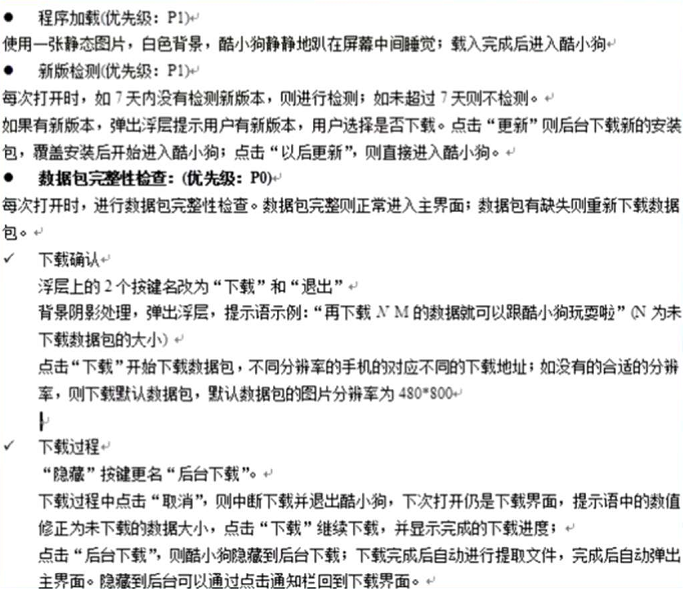 ● 程序加载(优先级：P1)
使用一张静态图片，白色背景，酷小狗静静地趴在屏幕中间睡觉；载入完成后进入酷小狗
● 新版检测(优先级：P1)
每次打开时，如 7 天内没有检测新版本，则进行检测；如未超过 7 天则不检测。
如果有新版本，弹出浮层提示用户有新版本，用户选择是否下载。点击“更新”则后台下载新的安装
包，覆盖安装后开始进入酷小狗；点击“以后更新”，则直接进入酷小狗。
● 数据包完整性检查：(优先级：P0)
每次打开时，进行数据包完整性检查。数据包完整则正常进入主界面；数据包有缺失则重新下载数据
包。
✓ 下载确认
浮层上的 2 个按键名改为“下载”和“退出”
背景阴影处理，弹出浮层，提示语示例：“再下载 N M 的数据就可以跟酷小狗玩耍啦”(N 为未
下载数据包的大小)
点击“下载”开始下载数据包，不同分辨率的手机的对应不同的下载地址；如没有的合适的分辨
率，则下载默认数据包，默认数据包的图片分辨率为 480*800
✓ 下载过程
“隐藏”按键更名“后台下载”。
下载过程中点击“取消”，则中断下载并退出酷小狗，下次打开仍是下载界面，提示语中的数值
修正为未下载的数据大小，点击“下载”继续下载，并显示完成的下载进度；
点击“后台下载”，则酷小狗隐藏到后台下载；下载完成后自动进行提取文件，完成后自动弹出
主界面。隐藏到后台可以通过点击通知栏回到下载界面。